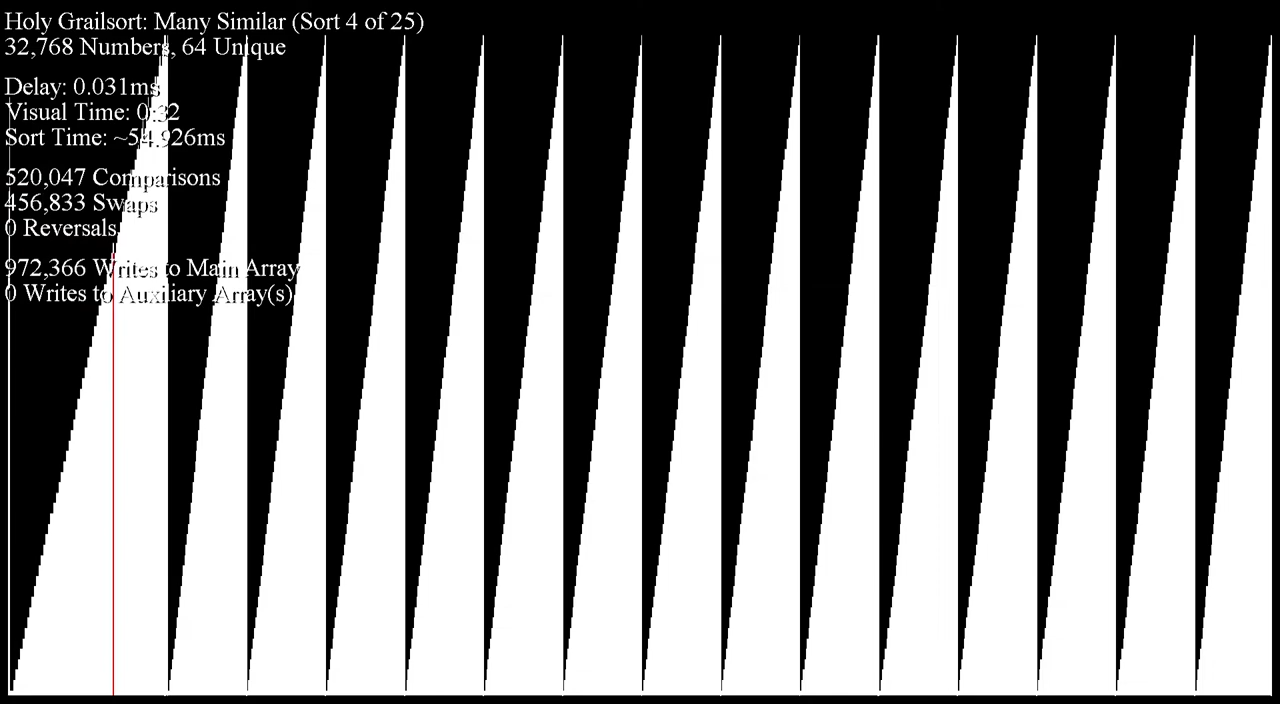 Holy Grailsort: Many Similar (Sort 4 of 25)
32,768 Numbers, 64 Unique
Delay: 0.031ms
Visual Time: 0:32
Sort Time: ~54.926ms
520,047 Comparisons
456,833 Swaps
0 Reversals
972,366 Writes to Main Array
0 Writes to Auxiliary Array(s)